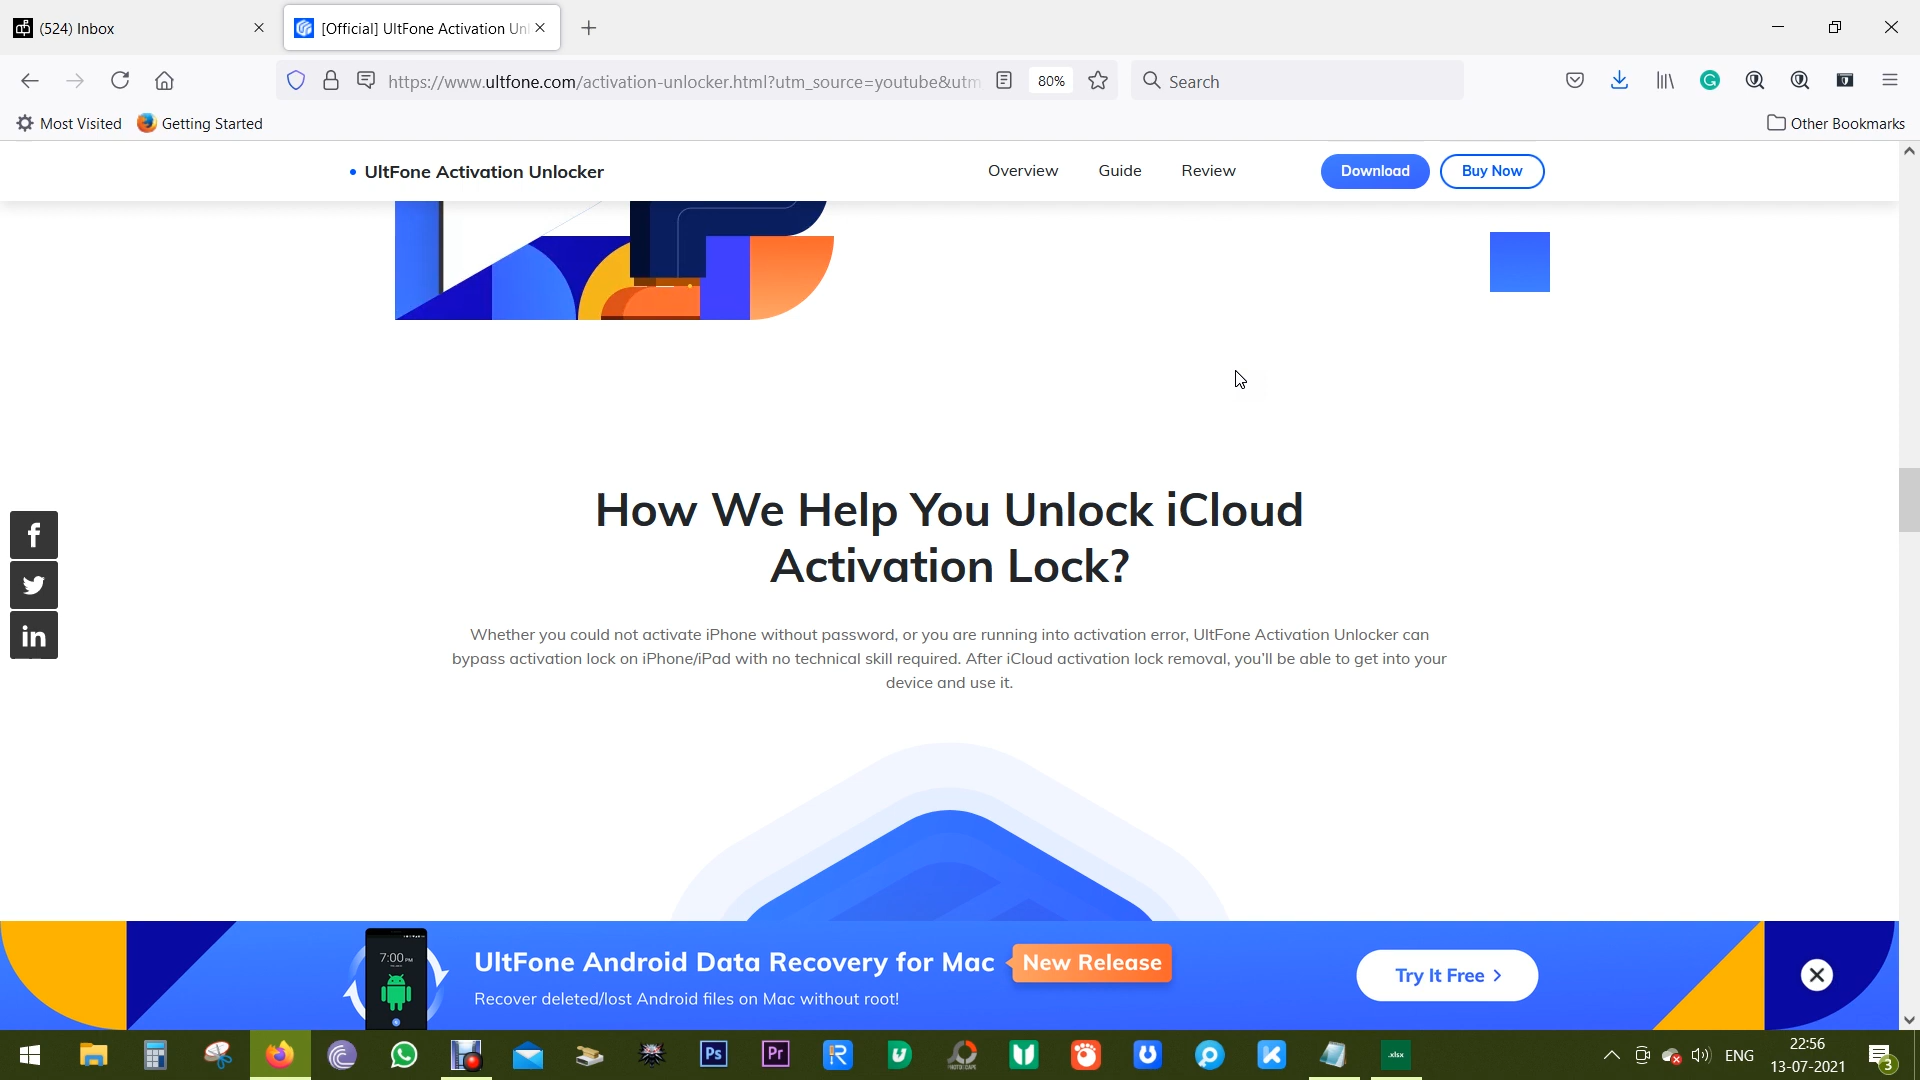 (524) Inbox
[Official] UltFone Activation Unl
https://www.ultfone.com/activation-unlocker.html?utm_source=youtube&utm
80%
Search
Most Visited
Getting Started
Other Bookmarks
UltFone Activation Unlocker
Overview
Guide
Review
Download
Buy Now
How We Help You Unlock iCloud
Activation Lock?
Whether you could not activate iPhone without password, or you are running into activation error, UltFone Activation Unlocker can
bypass activation lock on iPhone/iPad with no technical skill required. After iCloud activation lock removal, you'll be able to get into your
device and use it.
7:00 PM
UltFone Android Data Recovery for Mac
New Release
Recover deleted/lost Android files on Mac without root!
Try It Free >
Ps
Pr
.xlsx
ENG
22:56
13-07-2021
3